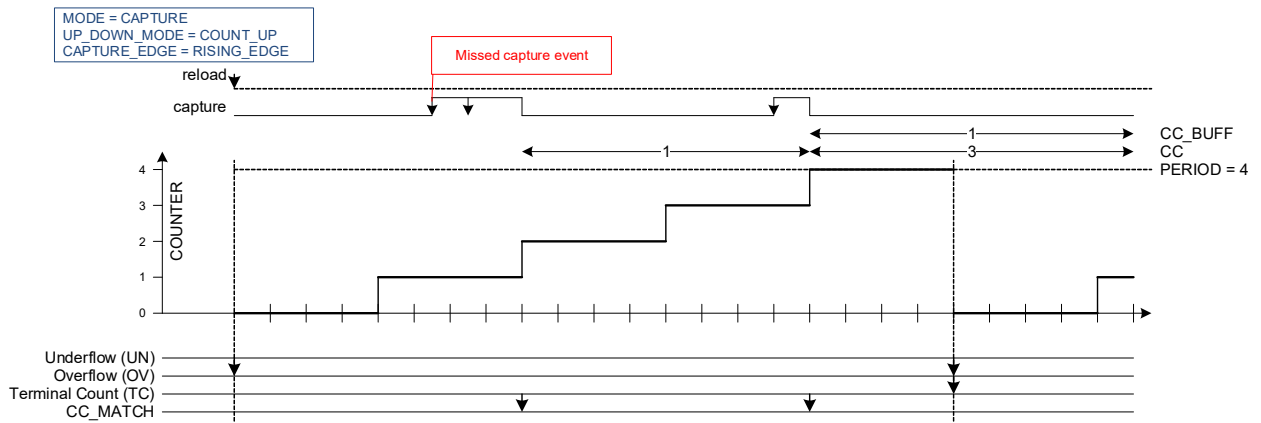 MODE = CAPTURE
UP_DOWN_MODE = COUNT_UP
CAPTURE_EDGE = RISING_EDGE
Missed capture event
reload
capture
1
CC_BUFF
1
3
CC
4
PERIOD = 4
3
2
1
0
COUNTER
Underflow (UN)
Overflow (OV)
Terminal Count (TC)
CC_MATCH